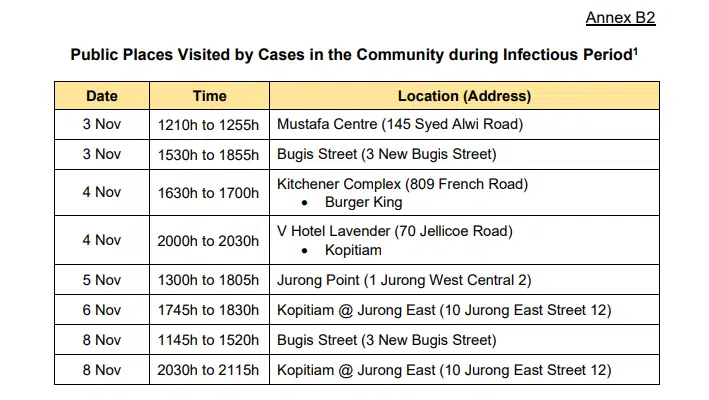 Annex B2
Public Places Visited by Cases in the Community during Infectious Period¹
Date Time Location (Address)
3 Nov 1210h to 1255h Mustafa Centre (145 Syed Alwi Road)
3 Nov 1530h to 1855h Bugis Street (3 New Bugis Street)
4 Nov 1630h to 1700h Kitchener Complex (809 French Road)
• Burger King
4 Nov 2000h to 2030h V Hotel Lavender (70 Jellicoe Road)
• Kopitiam
5 Nov 1300h to 1805h Jurong Point (1 Jurong West Central 2)
6 Nov 1745h to 1830h Kopitiam @ Jurong East (10 Jurong East Street 12)
8 Nov 1145h to 1520h Bugis Street (3 New Bugis Street)
8 Nov 2030h to 2115h Kopitiam @ Jurong East (10 Jurong East Street 12)